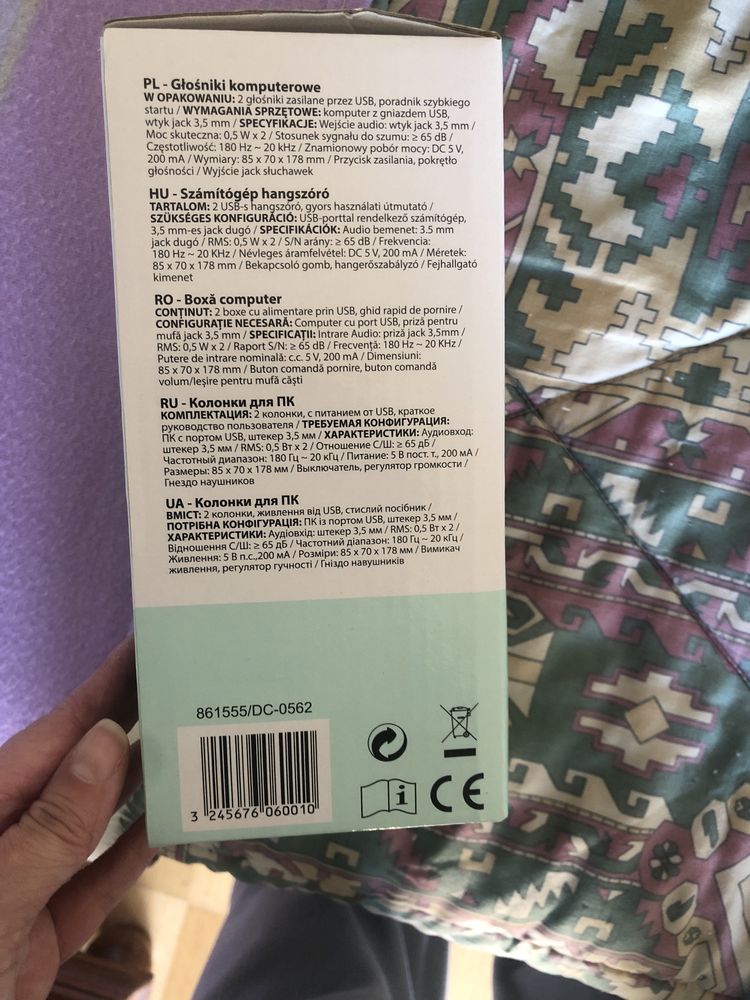 PL - Głośniki komputerowe
W OPAKOWANIU: 2 głośniki zasilane przez USB, poradnik szybkiego
startu / WYMAGANIA SPRZĘTOWE: komputer z gniazdem USB,
wtyk jack 3,5 mm / SPECYFIKACJE: Wejście audio: wtyk jack 3,5 mm /
Moc skuteczna: 0,5 W x 2 / Stosunek sygnału do szumu: ≥ 65 dB /
Częstotliwość: 180 Hz ~ 20 kHz / Znamionowy pobór mocy: DC 5 V,
200 mA / Wymiary: 85 x 70 x 178 mm / Przycisk zasilania, pokrętło
głośności / Wyjście jack słuchawek
HU - Számítógép hangszóró
TARTALOM: 2 USB-s hangszóró, gyors használati útmutató /
SZÜKSÉGES KONFIGURÁCIÓ: USB-porttal rendelkező számítógép,
3,5 mm-es jack dugó / SPECIFIKÁCIÓK: Audio bemenet: 3.5 mm
jack dugó / RMS: 0,5 W x 2 / S/N arány: ≥ 65 dB / Frekvencia:
180 Hz ~ 20 KHz / Névleges áramfelvétel: DC 5 V, 200 mA / Méretek:
85 x 70 x 178 mm / Bekapcsoló gomb, hangerőszabályzó / Fejhallgató
kimenet
RO - Boxă computer
CONȚINUT: 2 boxe cu alimentare prin USB, ghid rapid de pornire /
CONFIGURAȚIE NECESARĂ: Computer cu port USB, priză pentru
mufă jack 3,5 mm / SPECIFICAȚII: Intrare Audio: priză jack 3,5mm /
RMS: 0,5 W x 2 / Raport S/N: ≥ 65 dB / Frecvență: 180 Hz ~ 20 KHz /
Putere de intrare nominală: c.c. 5 V, 200 mA / Dimensiuni:
85 x 70 x 178 mm / Buton comandă pornire, buton comandă
volum/Ieşire pentru mufă căşti
RU - Колонки для ПК
КОМПЛЕКТАЦИЯ: 2 колонки, с питанием от USB, краткое
руководство пользователя / ТРЕБУЕМАЯ КОНФИГУРАЦИЯ:
ПК с портом USB, штекер 3,5 мм / ХАРАКТЕРИСТИКИ: Аудиовход:
штекер 3,5 мм / RMS: 0,5 Вт x 2 / Отношение С/Ш: ≥ 65 дБ /
Частотный диапазон: 180 Гц ~ 20 кГц / Питание: 5 В пост. т., 200 мА /
Размеры: 85 x 70 x 178 мм / Выключатель, регулятор громкости /
Гнездо наушников
UA - Колонки для ПК
ВМІСТ: 2 колонки, живлення від USB, стислий посібник /
ПОТРІБНА КОНФІГУРАЦІЯ: ПК із портом USB, штекер 3,5 мм /
ХАРАКТЕРИСТИКИ: Аудіовхід: штекер 3,5 мм / RMS: 0,5 Вт x 2 /
Відношення С/Ш: ≥ 65 дБ / Частотний діапазон: 180 Гц ~ 20 кГц /
Живлення: 5 В п.с.,200 мА / Розміри: 85 x 70 x 178 мм / Вимикач
живлення, регулятор гучності / Гніздо навушників
861555/DC-0562
3 245676 060010
i
CE